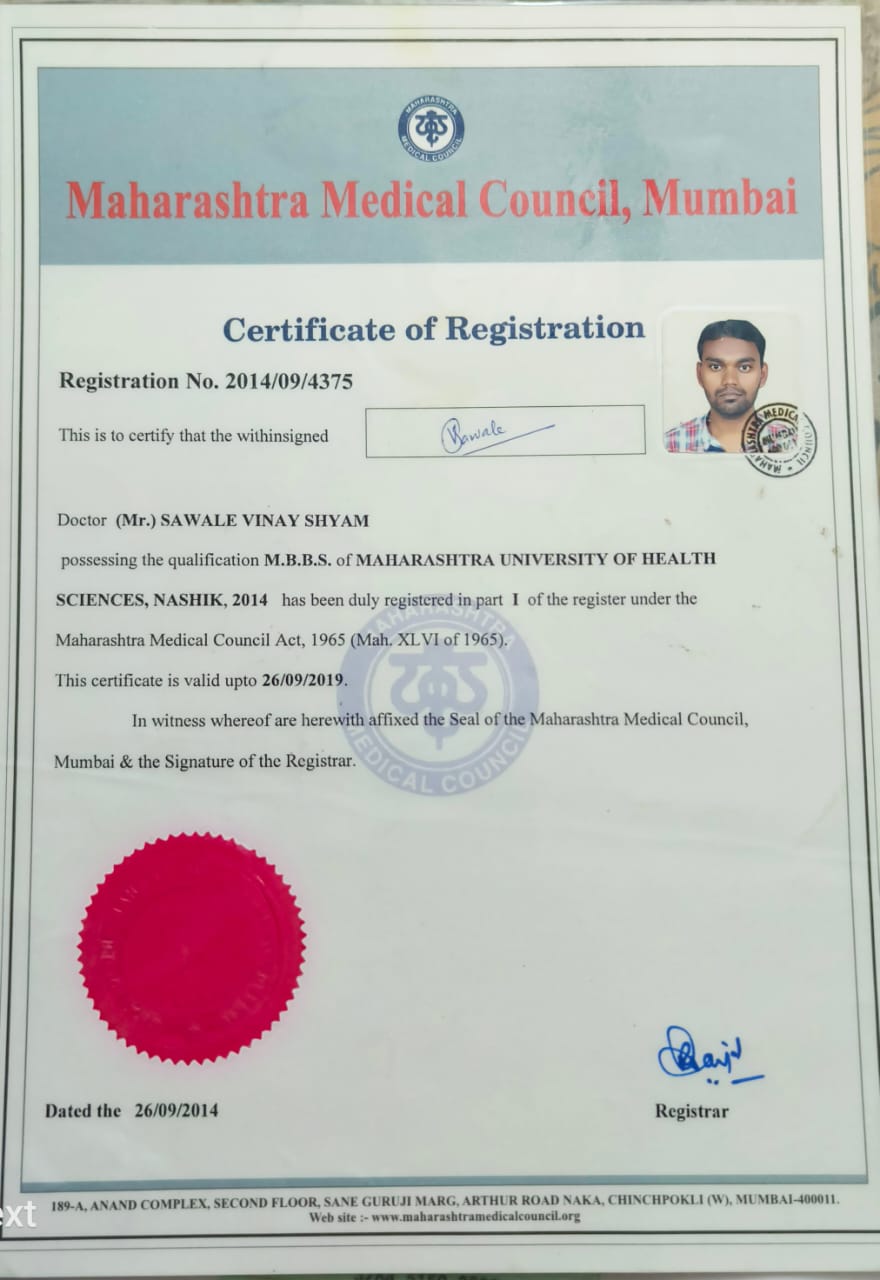 MAHARASHTRA
MEDICAL COUNCIL
Maharashtra Medical Council, Mumbai
Certificate of Registration
Registration No. 2014/09/4375
This is to certify that the withinsigned
Sawale
Doctor (Mr.) SAWALE VINAY SHYAM
possessing the qualification M.B.B.S. of MAHARASHTRA UNIVERSITY OF HEALTH
SCIENCES, NASHIK, 2014 has been duly registered in part I of the register under the
Maharashtra Medical Council Act, 1965 (Mah. XLVI of 1965).
This certificate is valid upto 26/09/2019.
In witness whereof are herewith affixed the Seal of the Maharashtra Medical Council,
Mumbai & the Signature of the Registrar.
MAHARASHTRA
MEDICAL COUNCIL
Dated the 26/09/2014
Registrar
189-A, ANAND COMPLEX, SECOND FLOOR, SANE GURUJI MARG, ARTHUR ROAD NAKA, CHINCHPOKLI (W), MUMBAI-400011.
Web site :- www.maharashtramedicalcouncil.org
ext